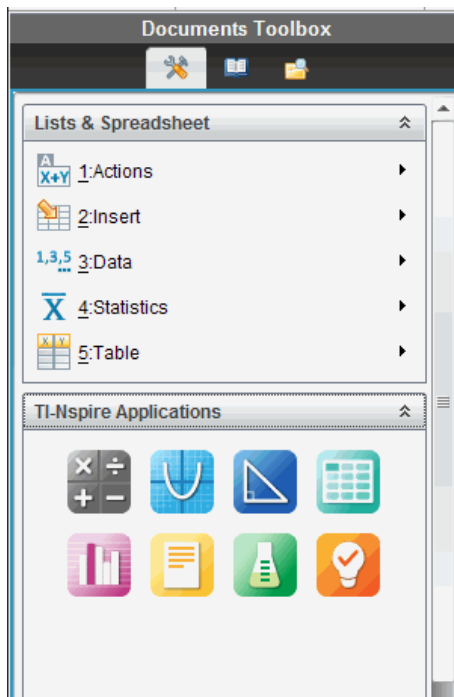 Documents Toolbox
Lists & Spreadsheet
A
X+Y 1:Actions
2:Insert
1,3,5 3:Data
X 4:Statistics
X Y
5:Table
TI-Nspire Applications